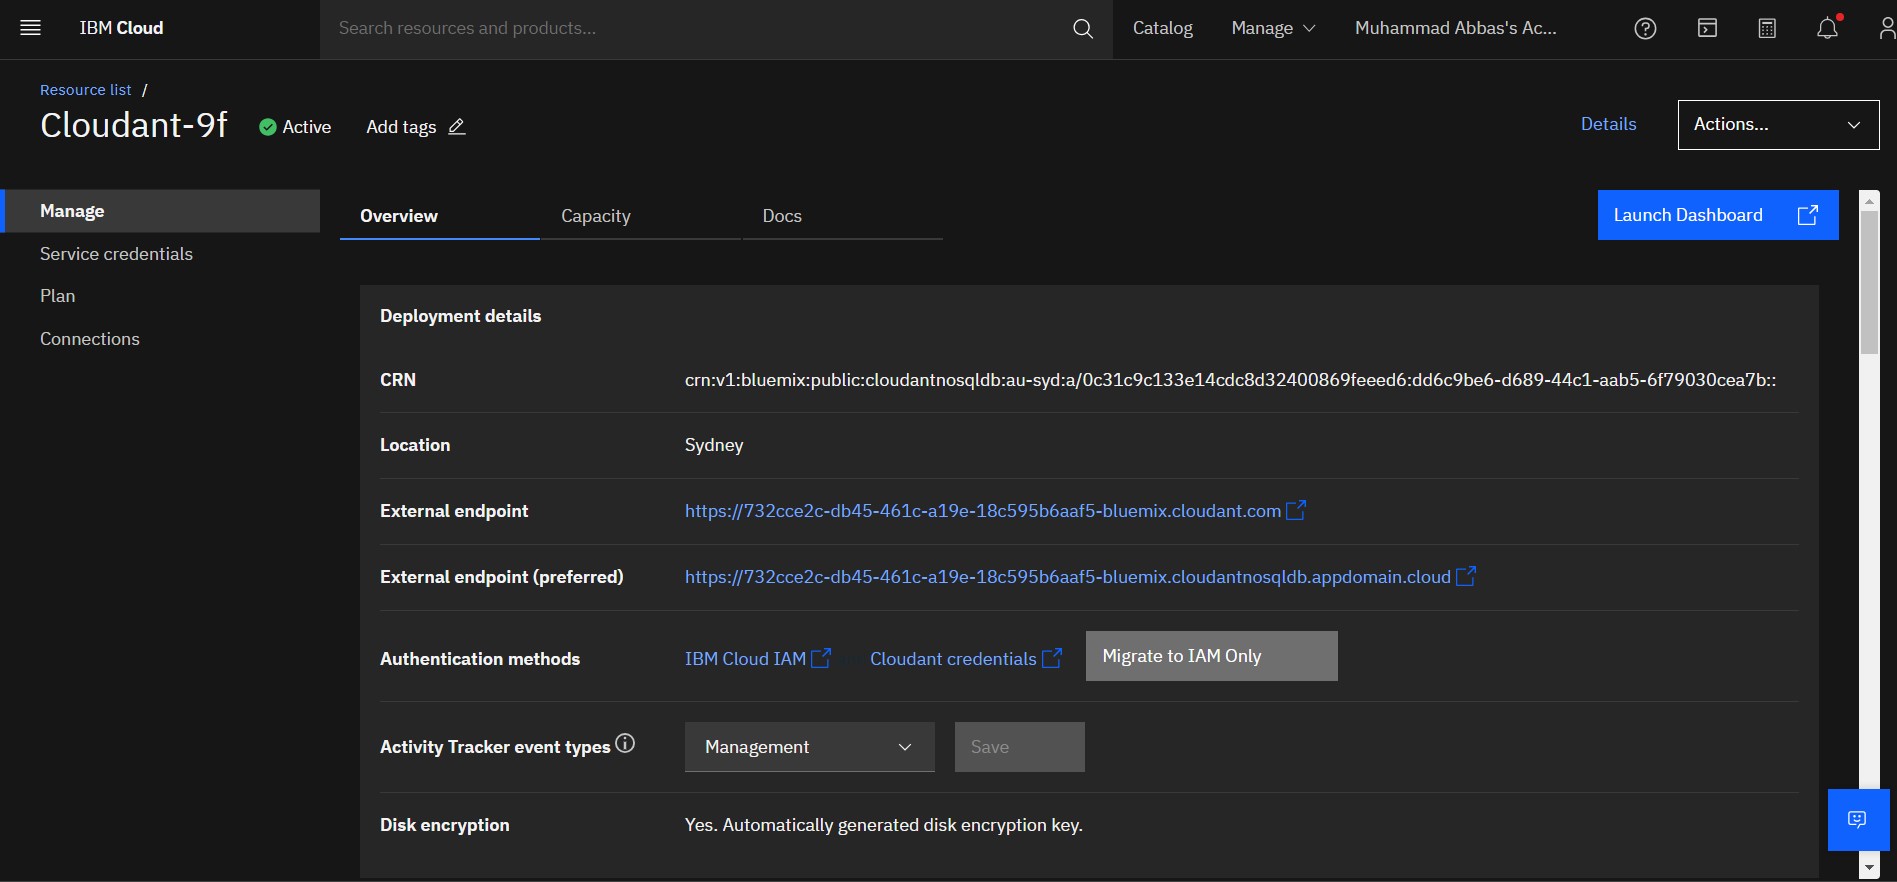 IBM Cloud
Search resources and products...
Catalog
Manage
Muhammad Abbas's Ac...
Resource list /
Cloudant-9f
Active
Add tags
Details
Actions...
Manage
Service credentials
Plan
Connections
Overview
Capacity
Docs
Launch Dashboard
Deployment details
CRN
crn:v1:bluemix:public:cloudantnosqldb:au-syd:a/0c31c9c133e14cdc8d32400869feeed6:dd6c9be6-d689-44c1-aab5-6f79030cea7b::
Location
Sydney
External endpoint
https://732cce2c-db45-461c-a19e-18c595b6aaf5-bluemix.cloudant.com
External endpoint (preferred)
https://732cce2c-db45-461c-a19e-18c595b6aaf5-bluemix.cloudantnosqldb.appdomain.cloud
Authentication methods
IBM Cloud IAM
Cloudant credentials
Migrate to IAM Only
Activity Tracker event types
Management
Save
Disk encryption
Yes. Automatically generated disk encryption key.